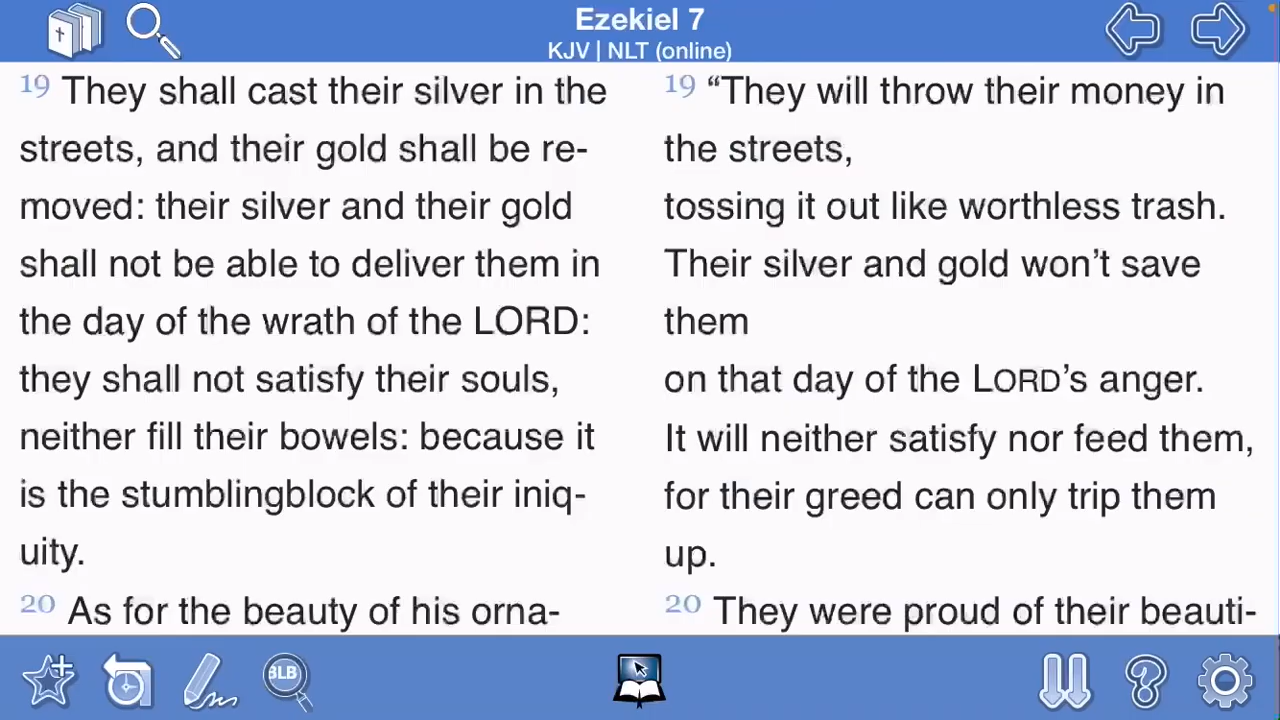 Ezekiel 7
KJV | NLT (online)
19 They shall cast their silver in the
streets, and their gold shall be re-
moved: their silver and their gold
shall not be able to deliver them in
the day of the wrath of the LORD:
they shall not satisfy their souls,
neither fill their bowels: because it
is the stumblingblock of their iniq-
uity.
20 As for the beauty of his orna-
19 “They will throw their money in
the streets,
tossing it out like worthless trash.
Their silver and gold won’t save
them
on that day of the LORD’s anger.
It will neither satisfy nor feed them,
for their greed can only trip them
up.
20 They were proud of their beauti-
BLB